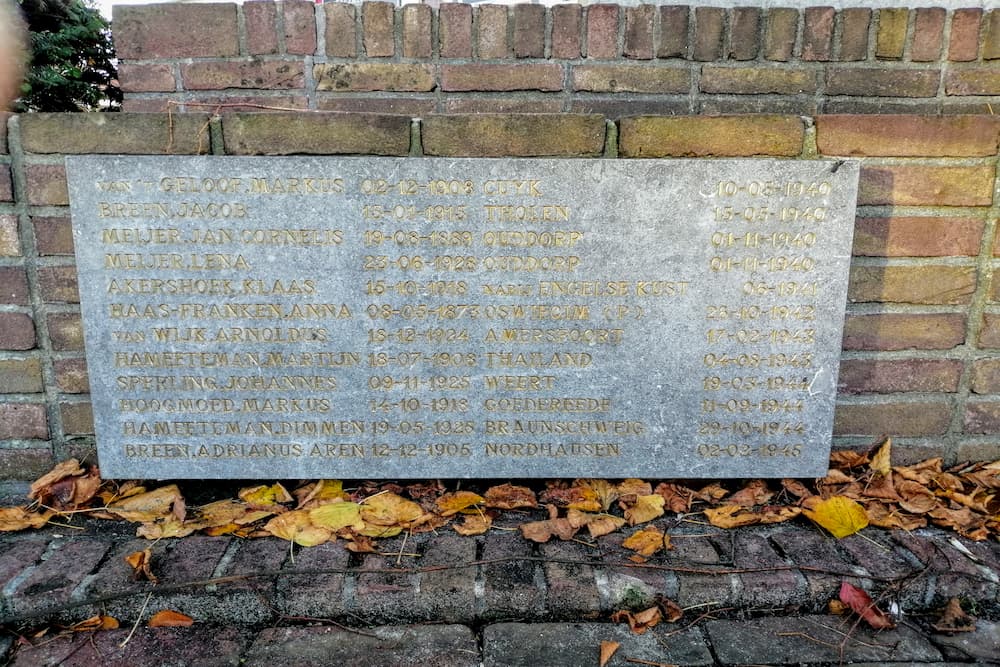 VAN 'T GELOOF, MARKUS 02-12-1908 CUYK 10-05-1940
BREEN, JACOB 15-01-1915 THOLEN 15-05-1940
MEIJER, JAN CORNELIS 19-08-1889 OUDDORP 01-11-1940
MEIJER, LENA 23-06-1928 OUDDORP 01-11-1940
AKERSHOEK, KLAAS 15-10-1918 NABIJ ENGELSE KUST 06-1941
HAAS-FRANKEN, ANNA 08-05-1873 OSWIECIM (P.) 26-10-1942
VAN WIJK, ARNOLDUS 18-12-1924 AMERSFOORT 17-02-1943
HAMEETEMAN, MARTIJN 18-07-1908 THAILAND 04-08-1943
SPERLING, JOHANNES 09-11-1925 WEERT 19-03-1944
HOOGMOED, MARKUS 14-10-1918 GOEDEREEDE 11-09-1944
HAMEETEMAN, DIMMEN 19-05-1925 BRAUNSCHWEIG 29-10-1944
BREEN, ADRIANUS AREN 12-12-1905 NORDHAUSEN 02-02-1945